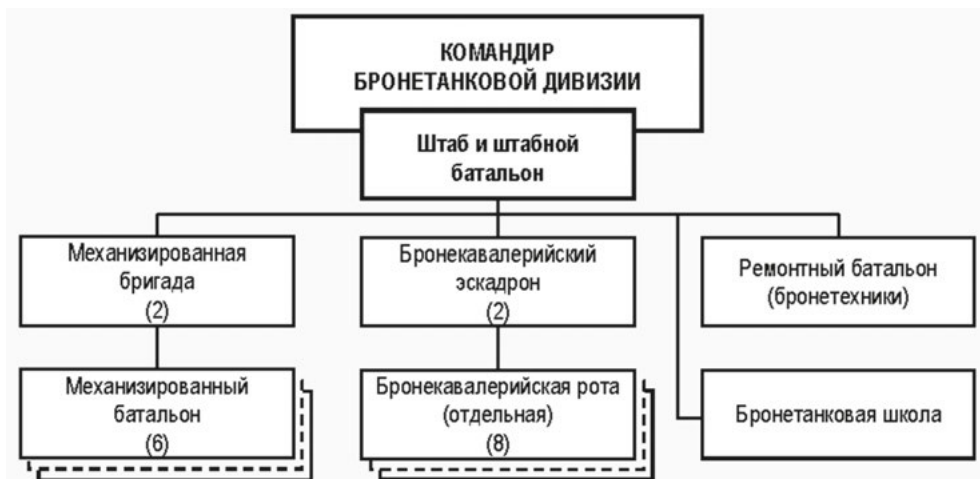 КОМАНДИР
БРОНЕТАНКОВОЙ ДИВИЗИИ
Штаб и штабной
батальон
Механизированная
бригада
(2)
Бронекавалерийский
эскадрон
(2)
Ремонтный батальон
(бронетехники)
Механизированный
батальон
(6)
Бронекавалерийская рота
(отдельная)
(8)
Бронетанковая школа